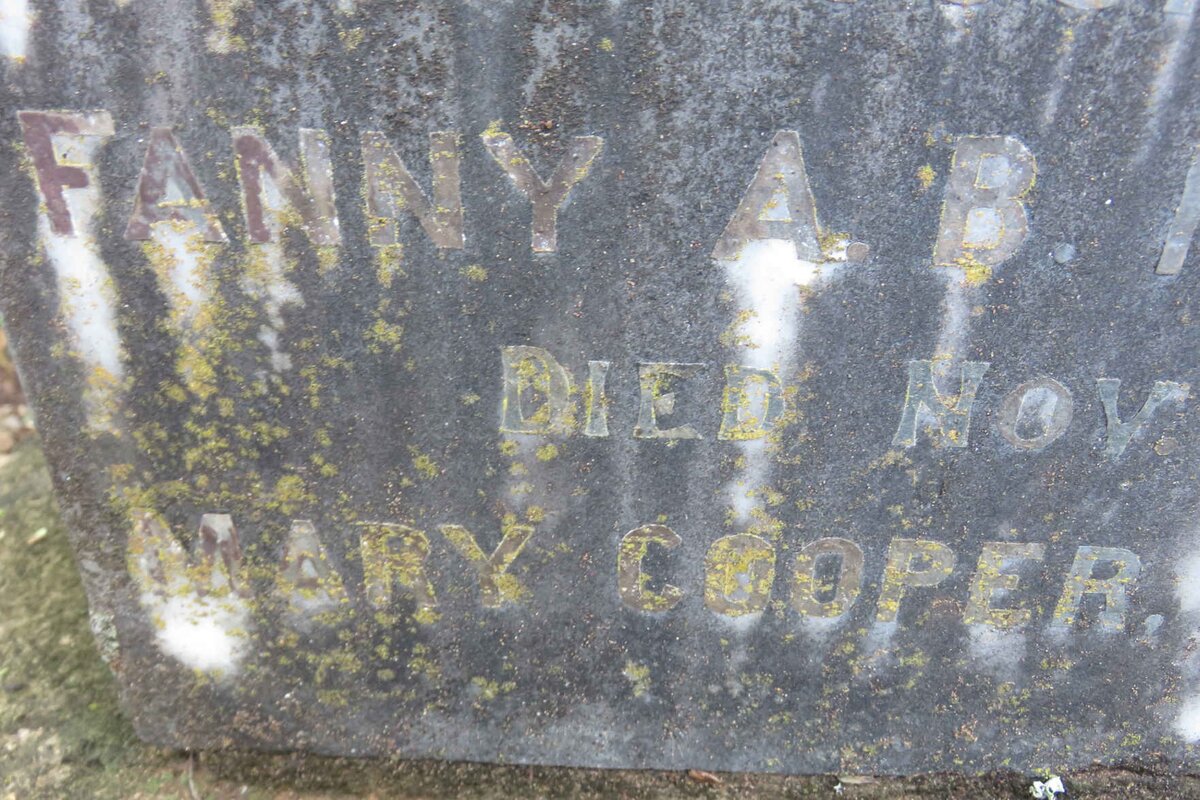 FANNY A. B.
DIED NOV.
MARY COOPER,